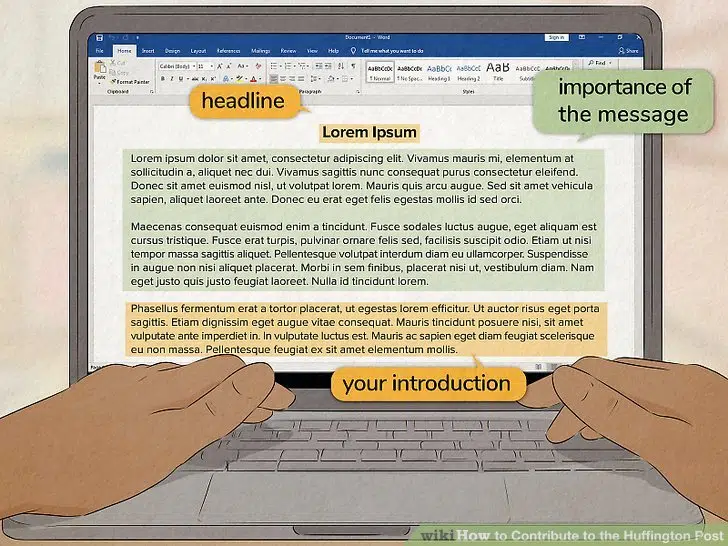 Document1 - Word
Sign in
File Home Insert Design Layout References Mailings Review View Help Tell me what you want to do Share
Paste
Cut
Copy
Format Painter
Calibri (Body) 11
AaBbCcDc AaBbCcDc AaBbCc AaBbCc AaB AaBbCc
¶ Normal ¶ No Spac... Heading 1 Heading 2 Title
Find
Clipboard Paragraph Styles
headline
importance of
the message
Lorem Ipsum
Lorem ipsum dolor sit amet, consectetur adipiscing elit. Vivamus mauris mi, elementum at
sollicitudin a, aliquet nec dui. Vivamus sagittis nunc consequat purus consectetur eleifend.
Donec sit amet euismod nisl, ut volutpat lorem. Mauris quis arcu augue. Sed sit amet vehicula
sapien, aliquet laoreet ante. Donec eu erat eget felis egestas mollis id sed orci.
Maecenas consequat euismod enim a tincidunt. Fusce sodales luctus augue, eget aliquam est
cursus tristique. Fusce erat turpis, pulvinar ornare felis sed, facilisis suscipit odio. Etiam ut nisi
tempor massa sagittis aliquet. Pellentesque volutpat interdum diam eu ullamcorper. Suspendisse
in augue non nisi aliquet placerat. Morbi in sem finibus, placerat nisi ut, vestibulum diam. Nam
eget justo quis justo feugiat laoreet. Nulla id tincidunt lorem.
Phasellus fermentum erat a tortor placerat, ut egestas lorem efficitur. Ut auctor risus eget porta
sagittis. Etiam dignissim eget augue vitae consequat. Mauris tincidunt posuere nisi, sit amet
vulputate ante imperdiet in. In vulputate luctus est. Mauris ac sapien eget diam feugiat scelerisque
eu non massa. Pellentesque feugiat ex sit amet elementum mollis.
your introduction
wikiHow to Contribute to the Huffington Post